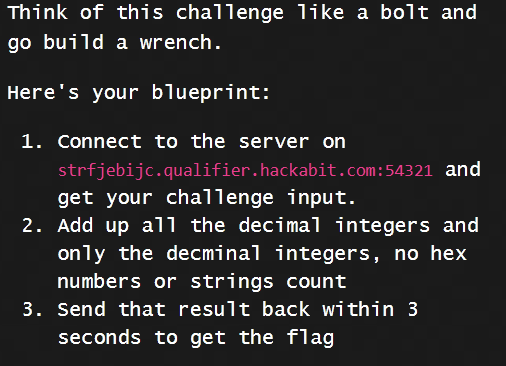 Think of this challenge like a bolt and
go build a wrench.
Here's your blueprint:
1. Connect to the server on
strfjebijc.qualifier.hackabit.com:54321 and
get your challenge input.
2. Add up all the decimal integers and
only the decminal integers, no hex
numbers or strings count
3. Send that result back within 3
seconds to get the flag